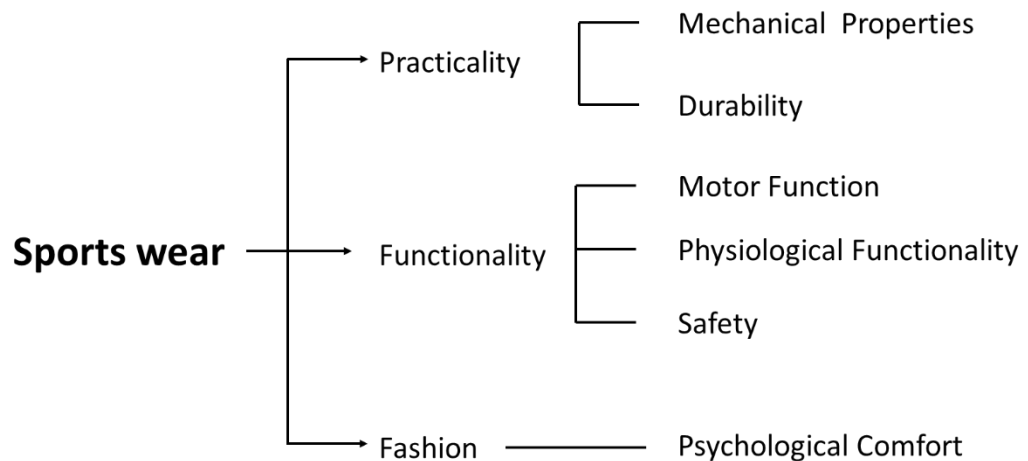 Mechanical Properties
Practicality
Durability
Motor Function
Sports wear
Functionality
Physiological Functionality
Safety
Fashion
Psychological Comfort